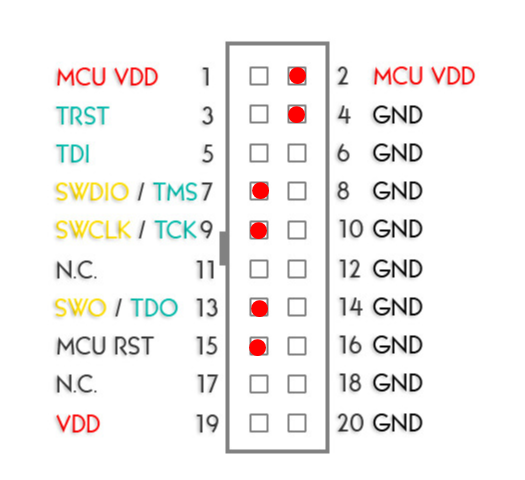 MCU VDD 1 2 MCU VDD
TRST 3 4 GND
TDI 5 6 GND
SWDIO / TMS 7 8 GND
SWCLK / TCK 9 10 GND
N.C. 11 12 GND
SWO / TDO 13 14 GND
MCU RST 15 16 GND
N.C. 17 18 GND
VDD 19 20 GND